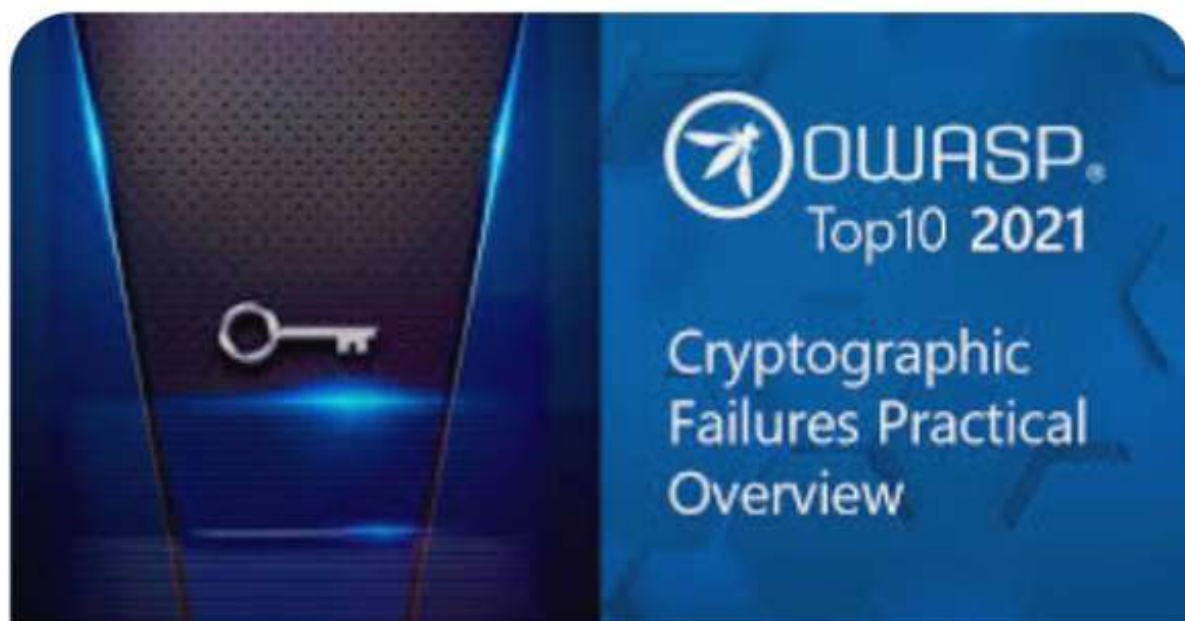 OWASP®
Top10 2021
Cryptographic
Failures Practical
Overview